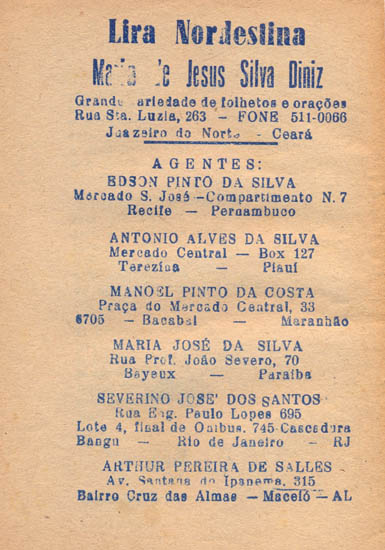 Lira Nordestina
Maria de Jesus Silva Diniz
Grande variedade de folhetos e orações
Rua Sta. Luzia, 263 - FONE 511-0066
Juazeiro do Norte - Ceará
AGENTES:
EDSON PINTO DA SILVA
Mercado S. José - Compartimento N. 7
Recife — Pernambuco
ANTONIO ALVES DA SILVA
Mercado Central — Box 127
Terezina — Piauí
MANOEL PINTO DA COSTA
Praça do Mercado Central, 33
6705 — Bacabal — Maranhão
MARIA JOSÉ DA SILVA
Rua Prof. João Severo, 70
Bayeux — Paraíba
SEVERINO JOSE' DOS SANTOS
Rua Eng. Paulo Lopes 695
Lote 4, final de Onibus. 745-Cascadura
Bangu — Rio de Janeiro — RJ
ARTHUR PEREIRA DE SALLES
Av. Santana do Ipanema, 315
Bairro Cruz das Almas — Maceió — AL